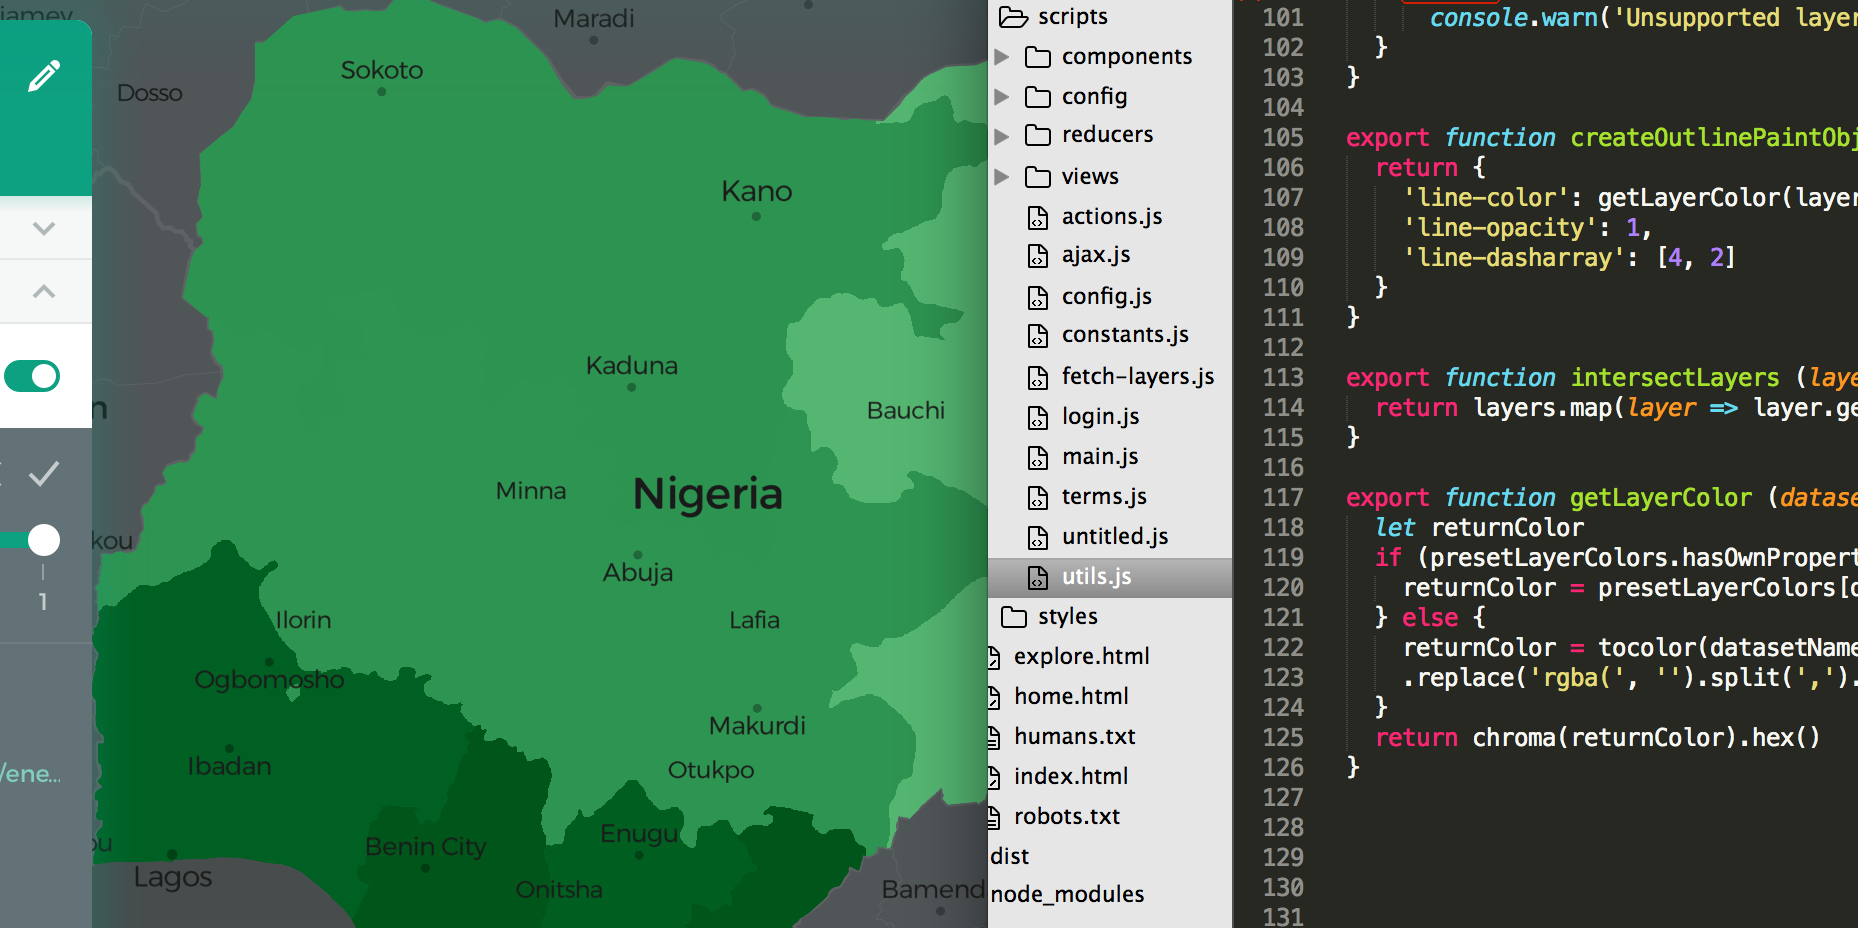 Maradi
Sokoto
Dosso
Kano
Kaduna
Bauchi
Minna
Nigeria
Abuja
Ilorin
Lafia
Ogbomosho
Makurdi
Ibadan
Otukpo
Enugu
Benin City
Lagos
Onitsha
Bamend
1
scripts
components
config
reducers
views
actions.js
ajax.js
config.js
constants.js
fetch-layers.js
login.js
main.js
terms.js
untitled.js
utils.js
styles
explore.html
home.html
humans.txt
index.html
robots.txt
dist
node_modules
101 console.warn('Unsupported layer
102 }
103 }
104
105 export function createOutlinePaintObj
106 return {
107 'line-color': getLayerColor(layer
108 'line-opacity': 1,
109 'line-dasharray': [4, 2]
110 }
111 }
112
113 export function intersectLayers (laye
114 return layers.map(layer => layer.ge
115 }
116
117 export function getLayerColor (datase
118 let returnColor
119 if (presetLayerColors.hasOwnPropert
120 returnColor = presetLayerColors[d
121 } else {
122 returnColor = tocolor(datasetName
123 .replace('rgba(', '').split(',').
124 }
125 return chroma(returnColor).hex()
126 }
127
128
129
130
131